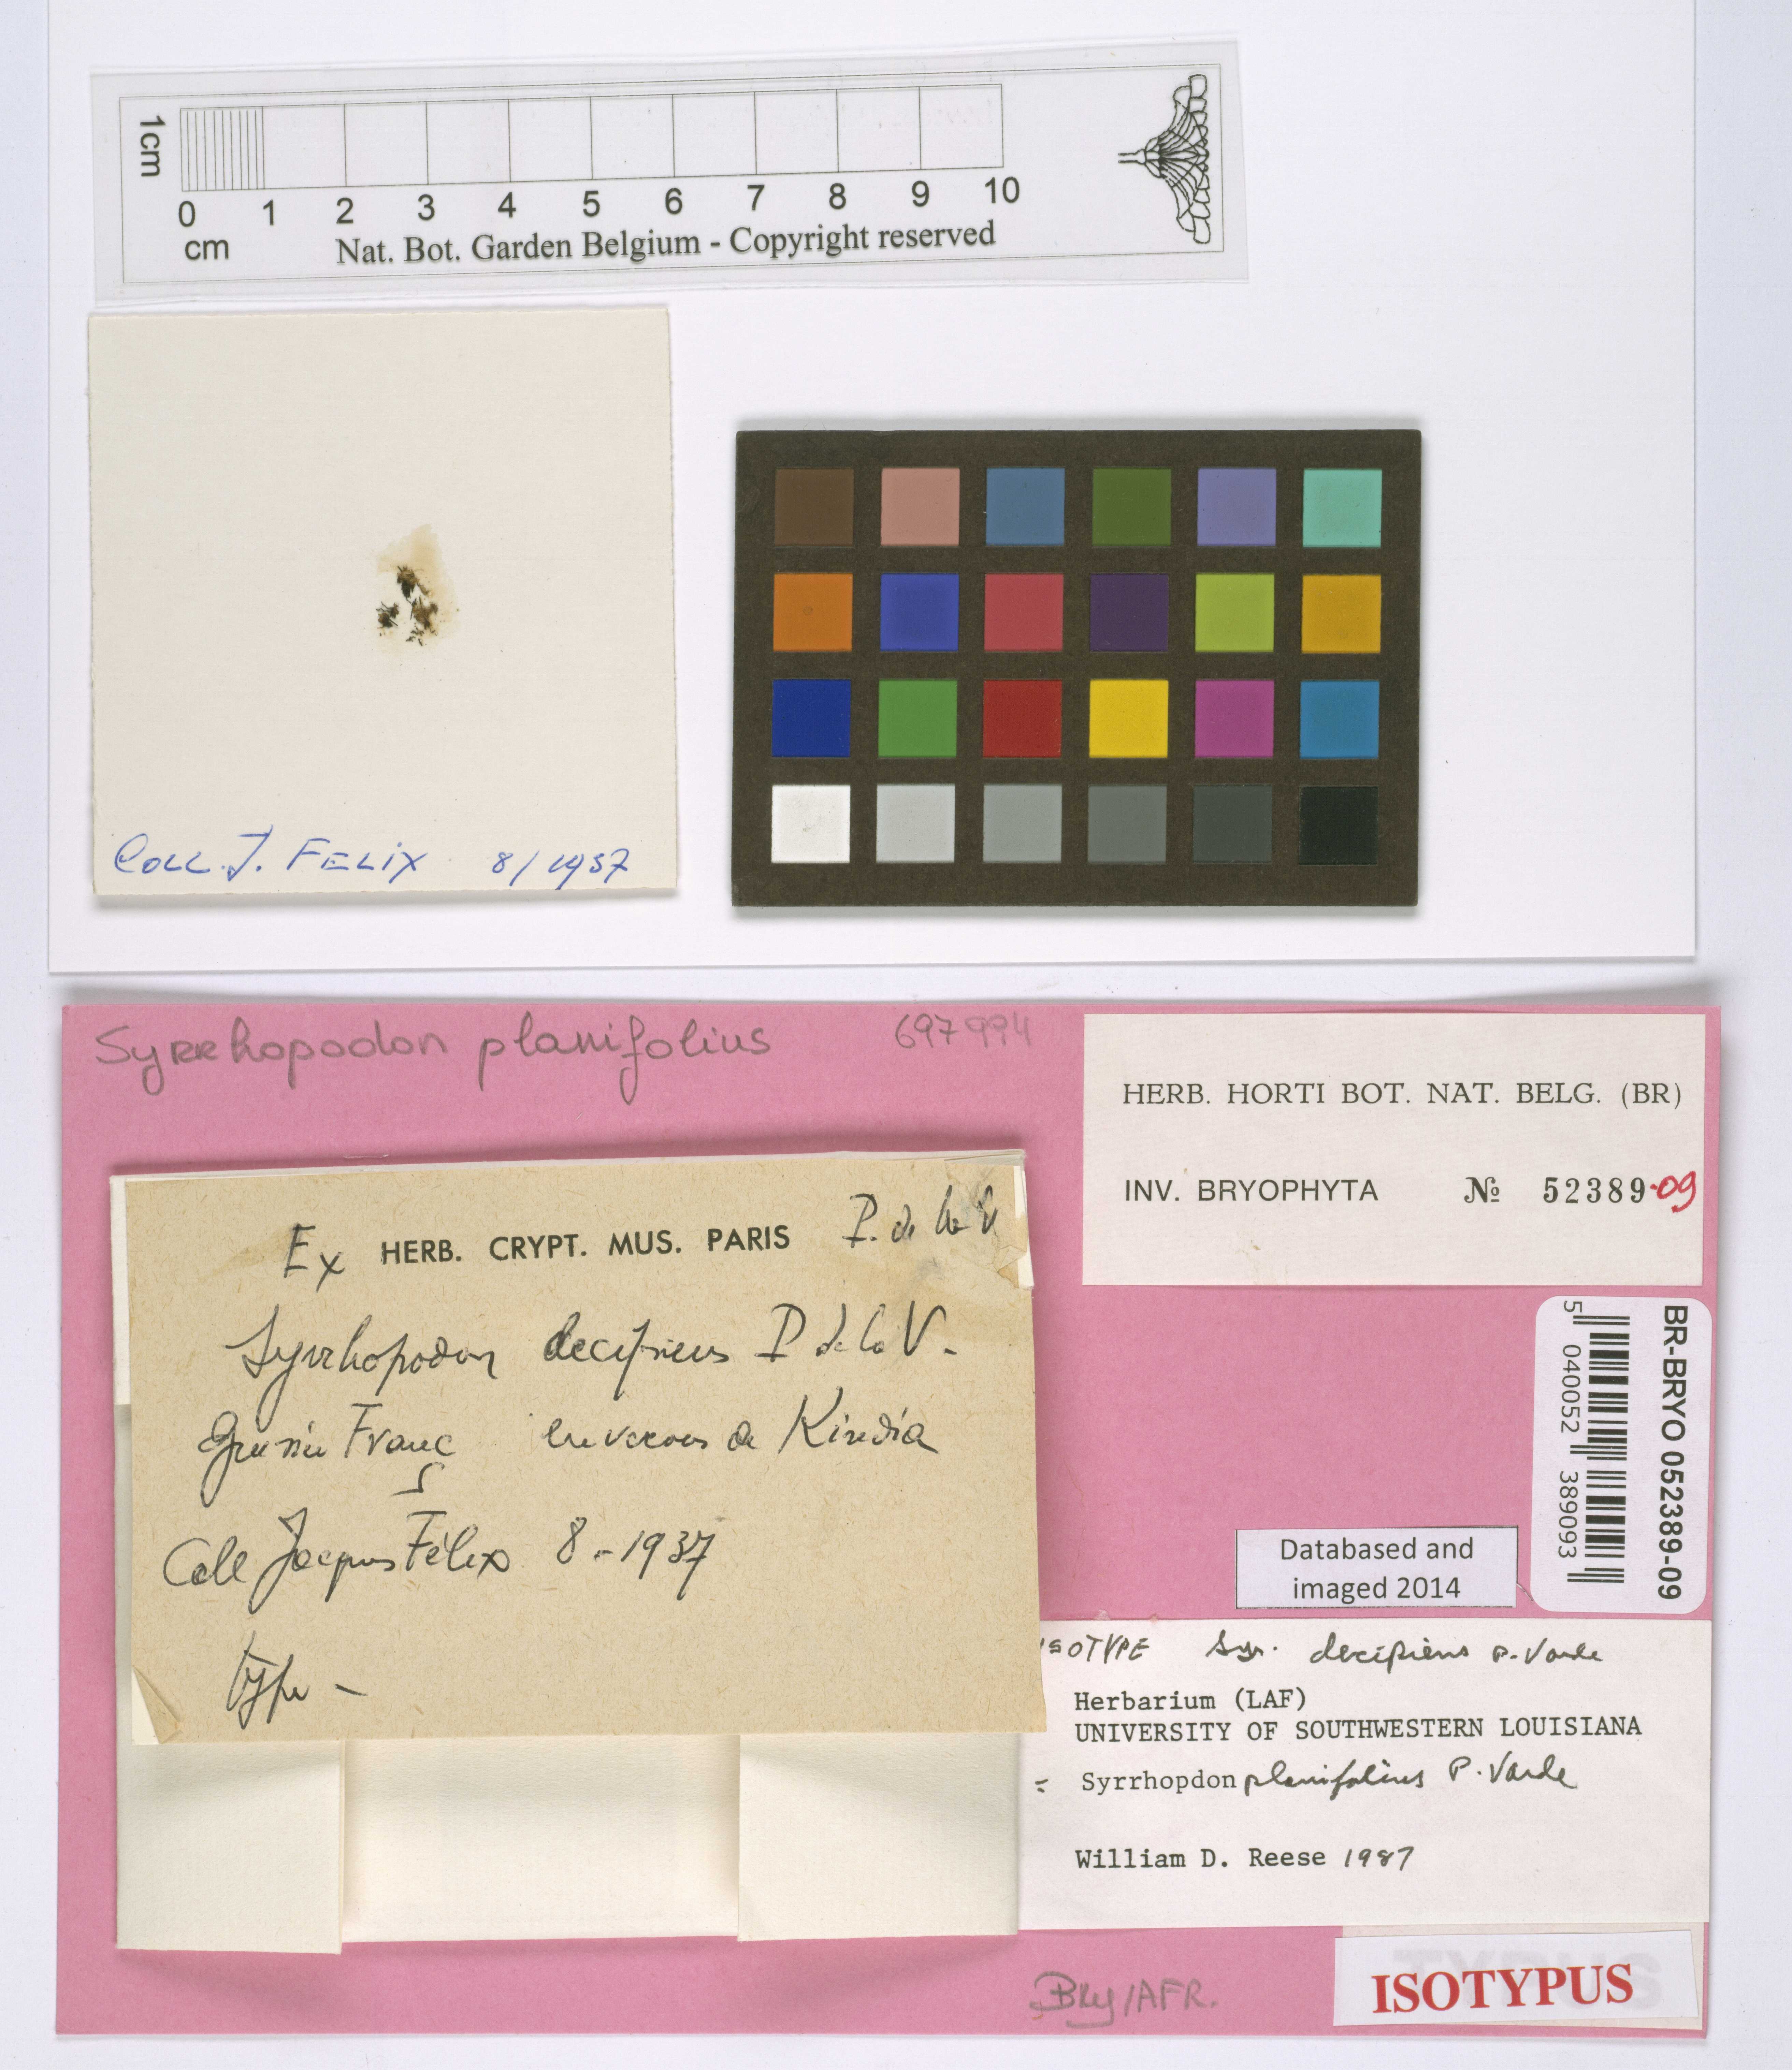 1cm
0 1 2 3 4 5 6 7 8 9 10
cm
Nat. Bot. Garden Belgium - Copyright reserved
Coll. J. FELIX 8/1937
Syrrhopodon planifolius 697994
HERB. HORTI BOT. NAT. BELG. (BR)
INV. BRYOPHYTA № 52389-09
Ex HERB. CRYPT. MUS. PARIS P. de la V.
Syrrhopodon decipiens P de la V.
Guinée Franç environs de Kindia
Coll Jacques Félix 8-1937
type -
BR-BRYO 052389-09
5 040052 389093
Databased and
imaged 2014
ISOTYPE Syr. decipiens P. Varde
Herbarium (LAF)
UNIVERSITY OF SOUTHWESTERN LOUISIANA
= Syrrhopdon planifolius P. Varde
William D. Reese 1987
Bry/AFR.
ISOTYPUS